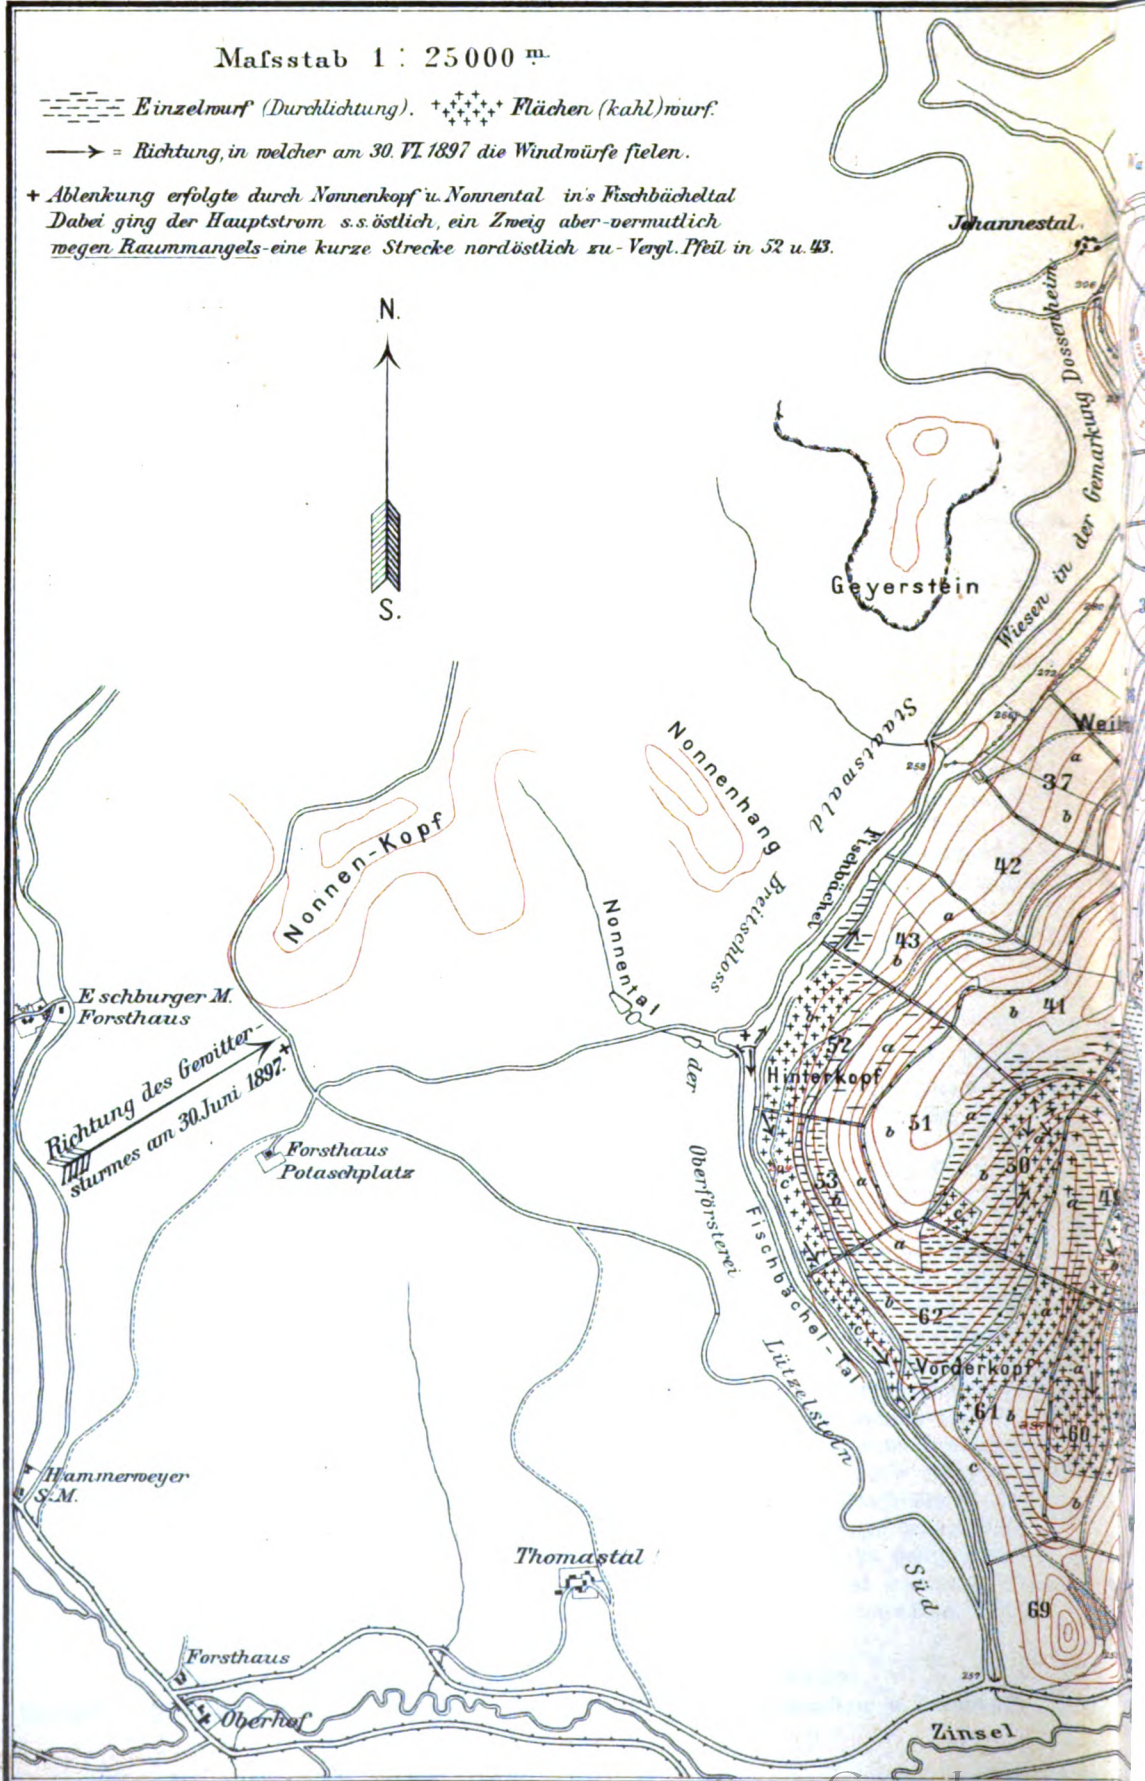 Maſsstab 1 : 25000 m.
Einzelwurf (Durchlichtung). Flächen (kahl) wurf.
= Richtung, in welcher am 30. VI. 1897 die Windwürfe fielen.
+ Ablenkung erfolgte durch Nonnenkopf u. Nonnental in's Fischbächeltal
Dabei ging der Hauptstrom s.s.östlich, ein Zweig aber-vermutlich
wegen Raummangels-eine kurze Strecke nordöstlich zu - Vergl. Pfeil in 52 u. 43.
N.
S.
Johannestal.
Wiesen in der Gemarkung Dossenheim
Geyerstein
272
258
Staatswald
Nonnenhang
Nonnen-Kopf
Nonnental
Breitschloss
Fischbächel
37
a
b
42
a
43
b
41
b
Eschburger M.
Forsthaus
Richtung des Gewitter-
sturmes am 30. Juni 1897.
+
52
a
Hinterkopf
der
51
b
a
50
a
b
c
a
Forsthaus
Potaschplatz
53
a
b
c
Oberförsterei
Fischbächel-Tal
a
62
b
c
Vorderkopf
a
a
61
b
60
c
b
Lützelstein
Hammerweyer
S.M.
Thomastal
Süd
69
257
Forsthaus
Oberhof
Zinsel